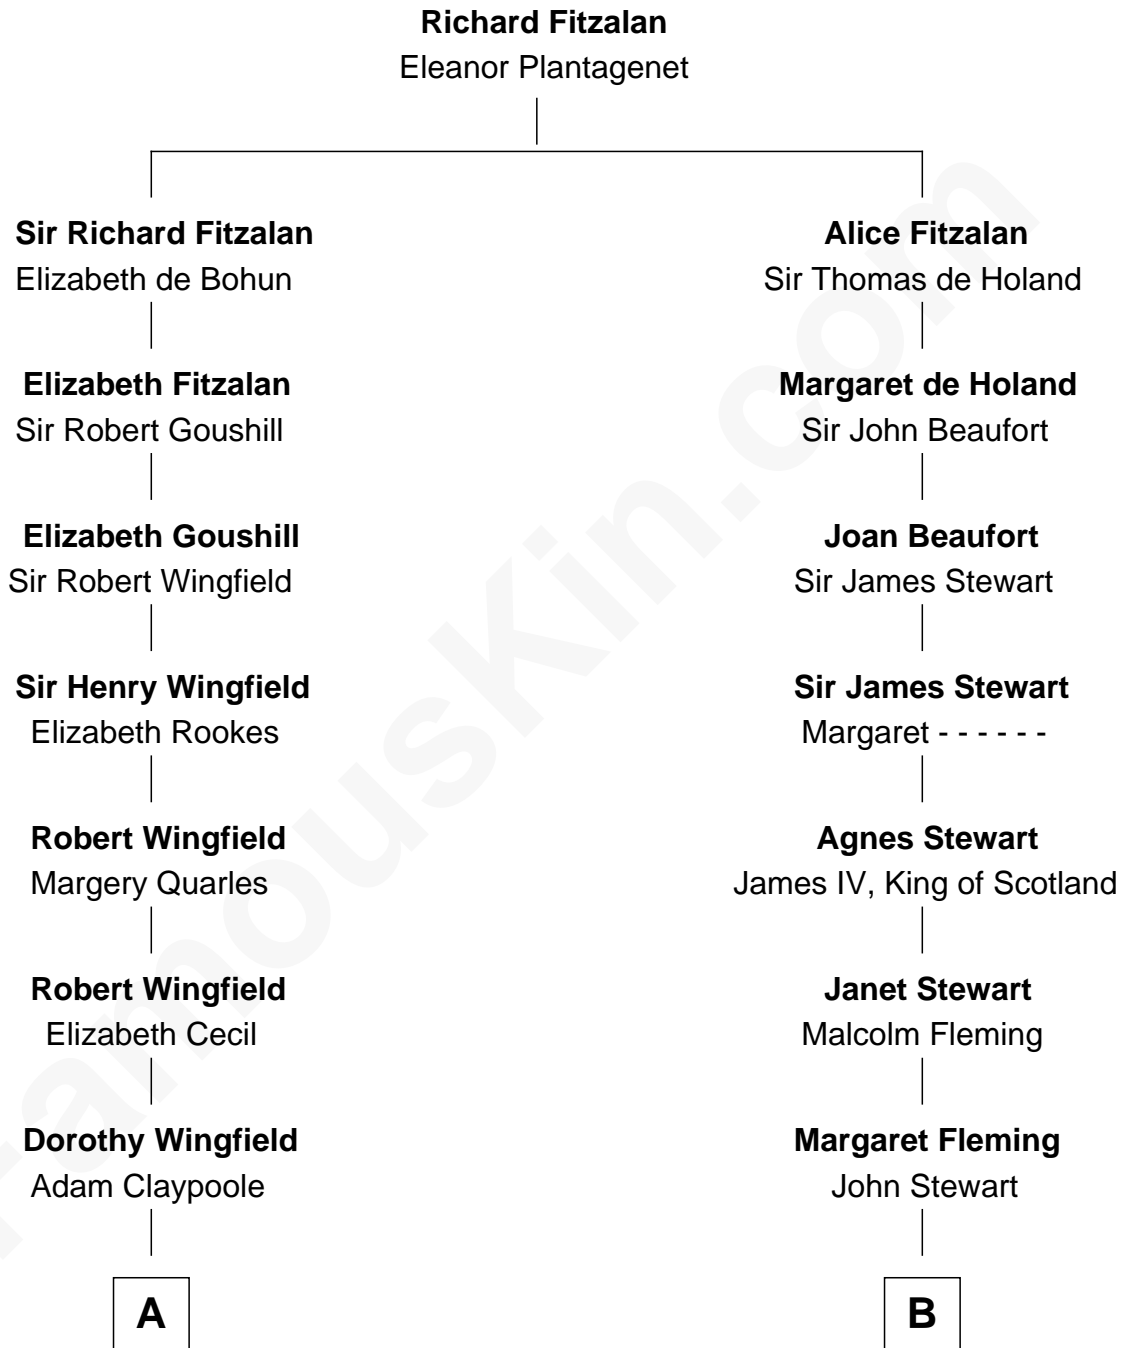 Richard Fitzalan
Eleanor Plantagenet
Sir Richard Fitzalan
Elizabeth de Bohun
Alice Fitzalan
Sir Thomas de Holand
Elizabeth Fitzalan
Sir Robert Goushill
Margaret de Holand
Sir John Beaufort
Elizabeth Goushill
Sir Robert Wingfield
Joan Beaufort
Sir James Stewart
Sir Henry Wingfield
Elizabeth Rookes
Sir James Stewart
Margaret - - - - - -
Robert Wingfield
Margery Quarles
Agnes Stewart
James IV, King of Scotland
Robert Wingfield
Elizabeth Cecil
Janet Stewart
Malcolm Fleming
Dorothy Wingfield
Adam Claypoole
Margaret Fleming
John Stewart
A
B
FamousKin.com